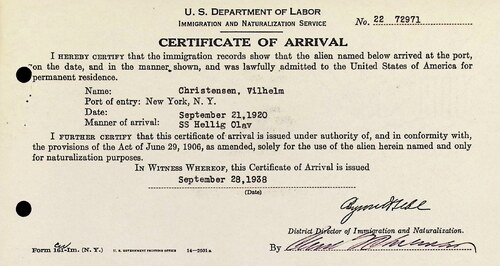 U. S. DEPARTMENT OF LABOR
IMMIGRATION AND NATURALIZATION SERVICE
No. 22 72971
CERTIFICATE OF ARRIVAL
I HEREBY CERTIFY that the immigration records show that the alien named below arrived at the port,
on the date, and in the manner shown, and was lawfully admitted to the United States of America for
permanent residence.
Name: Christensen, Vilhelm
Port of entry: New York, N. Y.
Date: September 21,1920
Manner of arrival: SS Hellig Olav
I FURTHER CERTIFY that this certificate of arrival is issued under authority of, and in conformity with,
the provisions of the Act of June 29, 1906, as amended, solely for the use of the alien herein named and only
for naturalization purposes.
IN WITNESS WHEREOF, this Certificate of Arrival is issued
September 28,1938
(Date)
District Director of Immigration and Naturalization.
By
Form 161-Im. (N. Y.) U. S. GOVERNMENT PRINTING OFFICE 14—2601